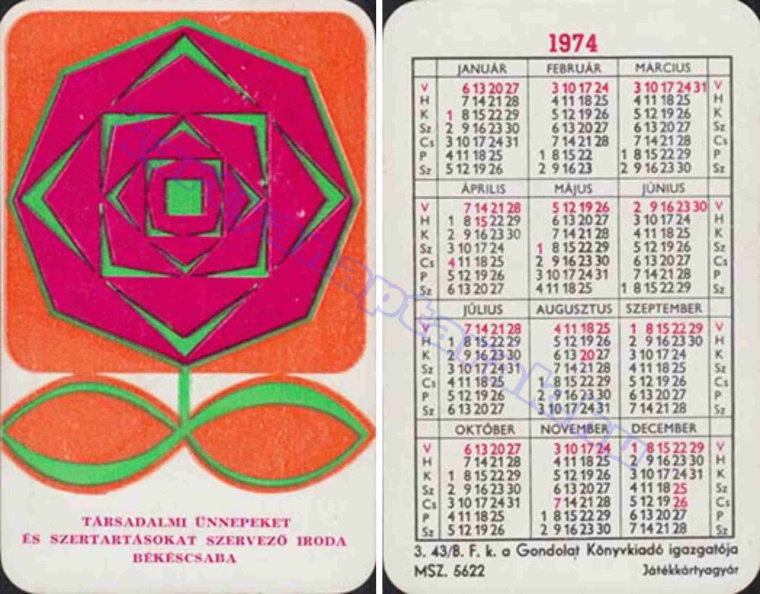 TÁRSADALMI ÜNNEPEKET
ÉS SZERTARTÁSOKAT SZERVEZŐ IRODA
BÉKÉSCSABA
1974
JANUÁR FEBRUÁR MÁRCIUS
V 6 13 20 27 3 10 17 24 3 10 17 24 31 V
H 7 14 21 28 4 11 18 25 4 11 18 25 H
K 1 8 15 22 29 5 12 19 26 5 12 19 26 K
Sz 2 9 16 23 30 6 13 20 27 6 13 20 27 Sz
Cs 3 10 17 24 31 7 14 21 28 7 14 21 28 Cs
P 4 11 18 25 1 8 15 22 1 8 15 22 29 P
Sz 5 12 19 26 2 9 16 23 2 9 16 23 30 Sz
ÁPRILIS MÁJUS JÚNIUS
V 7 14 21 28 5 12 19 26 2 9 16 23 30 V
H 1 8 15 22 29 6 13 20 27 3 10 17 24 H
K 2 9 16 23 30 7 14 21 28 4 11 18 25 K
Sz 3 10 17 24 1 8 15 22 29 5 12 19 26 Sz
Cs 4 11 18 25 2 9 16 23 30 6 13 20 27 Cs
P 5 12 19 26 3 10 17 24 31 7 14 21 28 P
Sz 6 13 20 27 4 11 18 25 1 8 15 22 29 Sz
JÚLIUS AUGUSZTUS SZEPTEMBER
V 7 14 21 28 4 11 18 25 1 8 15 22 29 V
H 1 8 15 22 29 5 12 19 26 2 9 16 23 30 H
K 2 9 16 23 30 6 13 20 27 3 10 17 24 K
Sz 3 10 17 24 31 7 14 21 28 4 11 18 25 Sz
Cs 4 11 18 25 1 8 15 22 29 5 12 19 26 Cs
P 5 12 19 26 2 9 16 23 30 6 13 20 27 P
Sz 6 13 20 27 3 10 17 24 31 7 14 21 28 Sz
OKTÓBER NOVEMBER DECEMBER
V 6 13 20 27 3 10 17 24 1 8 15 22 29 V
H 7 14 21 28 4 11 18 25 2 9 16 23 30 H
K 1 8 15 22 29 5 12 19 26 3 10 17 24 31 K
Sz 2 9 16 23 30 6 13 20 27 4 11 18 25 Sz
Cs 3 10 17 24 31 7 14 21 28 5 12 19 26 Cs
P 4 11 18 25 1 8 15 22 29 6 13 20 27 P
Sz 5 12 19 26 2 9 16 23 30 7 14 21 28 Sz
3. 43/B. F. k. a Gondolat Könyvkiadó igazgatója
MSZ. 5622 Játékkártyagyár